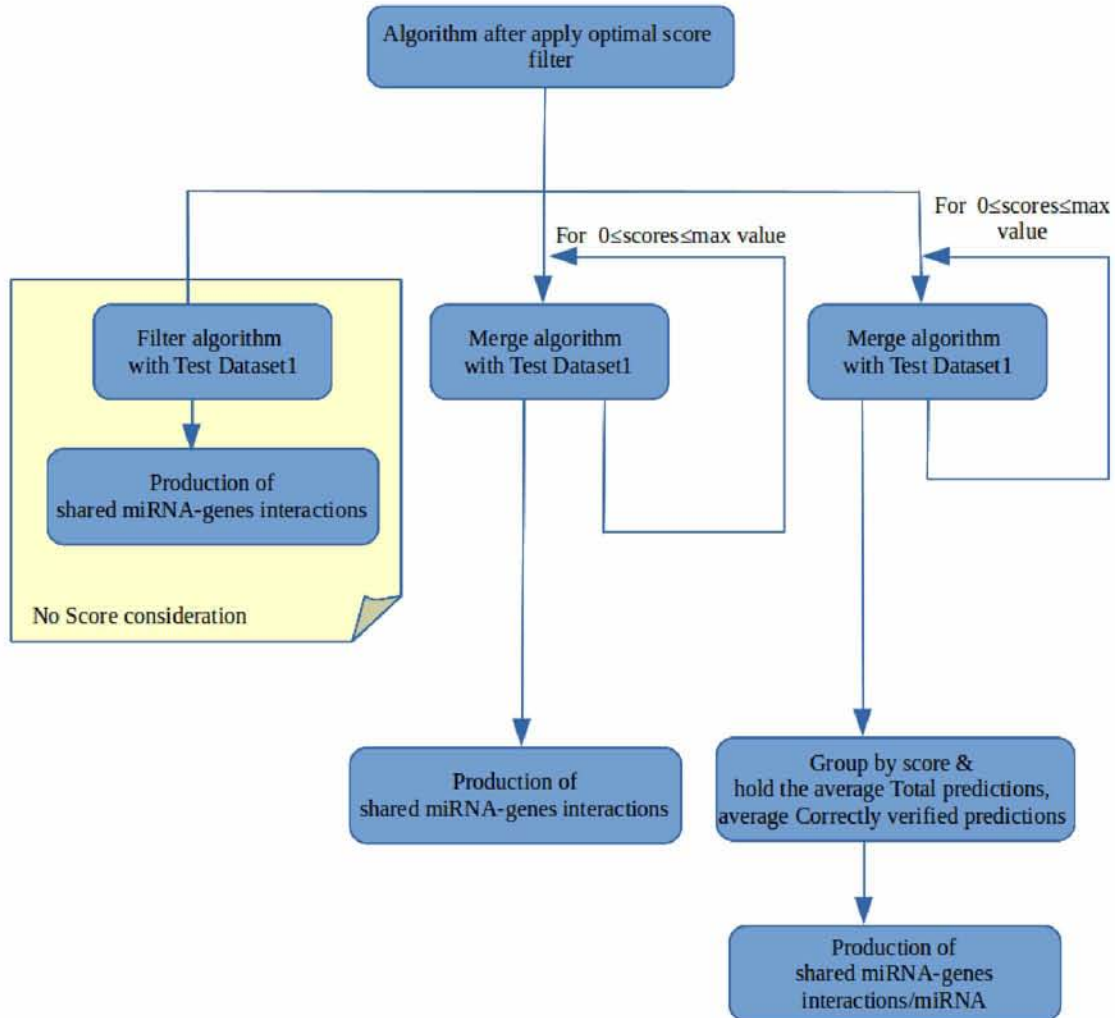 Algorithm after apply optimal score
filter
For 0≤scores≤max value
For 0≤scores≤max
value
Filter algorithm
with Test Dataset1
Production of
shared miRNA-genes interactions
No Score consideration
Merge algorithm
with Test Dataset1
Production of
shared miRNA-genes interactions
Merge algorithm
with Test Dataset1
Group by score &
hold the average Total predictions,
average Correctly verified predictions
Production of
shared miRNA-genes
interactions/miRNA